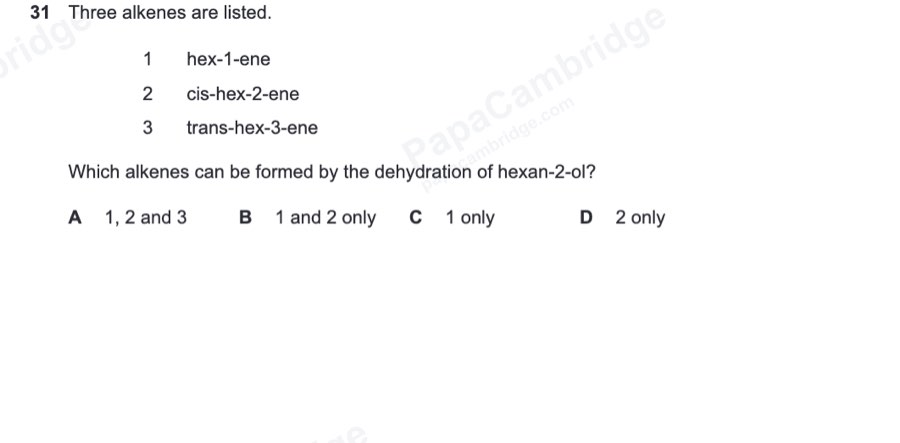 31 Three alkenes are listed.
1 hex-1-ene
2 cis-hex-2-ene
3 trans-hex-3-ene
Which alkenes can be formed by the dehydration of hexan-2-ol?
A 1, 2 and 3 B 1 and 2 only C 1 only D 2 only
PapaCambridge